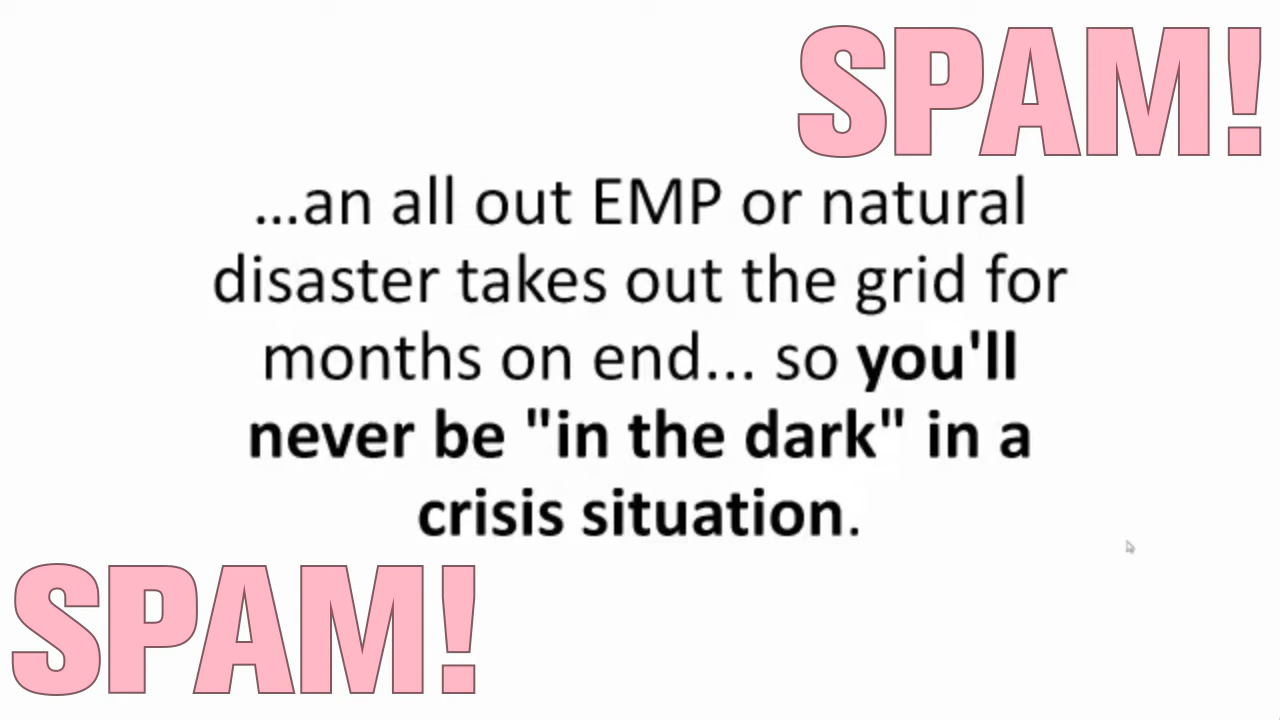 SPAM!
...an all out EMP or natural
disaster takes out the grid for
months on end... so you'll
never be "in the dark" in a
crisis situation.
SPAM!